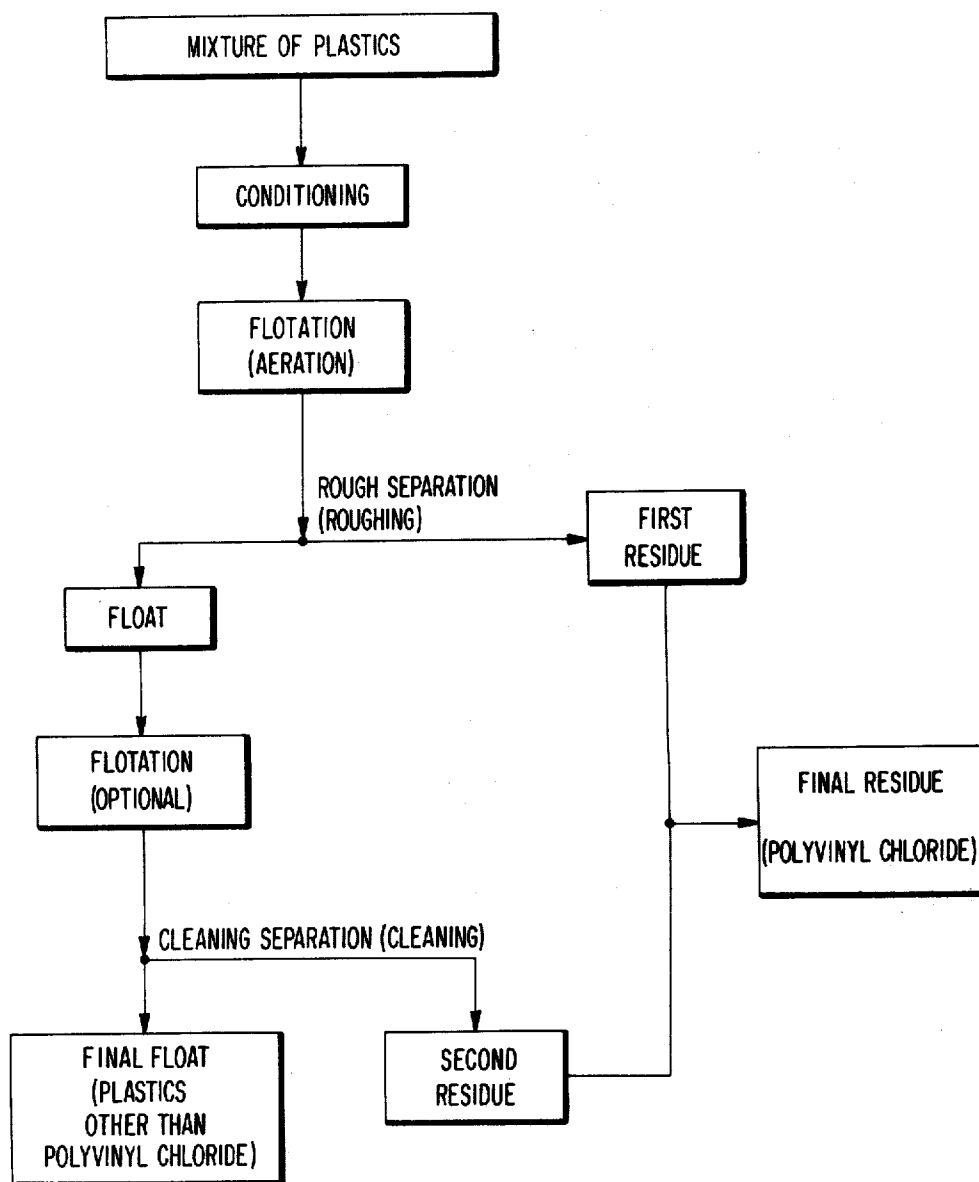 MIXTURE OF PLASTICS
CONDITIONING
FLOTATION
(AERATION)
ROUGH SEPARATION
(ROUGHING)
FIRST
RESIDUE
FLOAT
FLOTATION
(OPTIONAL)
FINAL RESIDUE
(POLYVINYL CHLORIDE)
CLEANING SEPARATION (CLEANING)
FINAL FLOAT
(PLASTICS
OTHER THAN
POLYVINYL CHLORIDE)
SECOND
RESIDUE